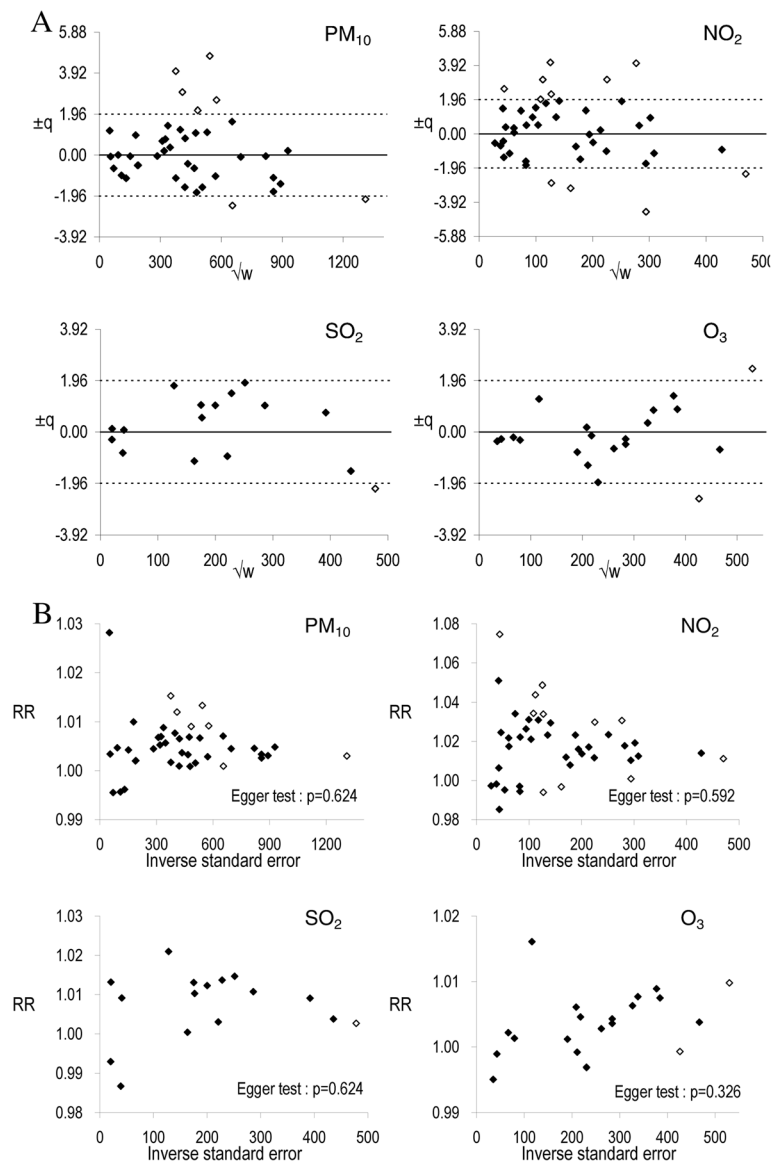 A
PM10
5.88
3.92
1.96
0.00
-1.96
-3.92
±q
0 300 600 900 1200
√w
NO2
5.88
3.92
1.96
0.00
-1.96
-3.92
-5.88
±q
0 100 200 300 400 500
√w
SO2
3.92
1.96
0.00
-1.96
-3.92
±q
0 100 200 300 400 500
√w
O3
3.92
1.96
0.00
-1.96
-3.92
±q
0 100 200 300 400 500
√w
B
PM10
1.03
1.02
1.01
1.00
0.99
RR
Egger test : p=0.624
0 300 600 900 1200
Inverse standard error
NO2
1.08
1.06
1.04
1.02
1.00
0.98
RR
Egger test : p=0.592
0 100 200 300 400 500
Inverse standard error
SO2
1.03
1.02
1.01
1.00
0.99
0.98
RR
Egger test : p=0.624
0 100 200 300 400 500
Inverse standard error
O3
1.02
1.01
1.00
0.99
RR
Egger test : p=0.326
0 100 200 300 400 500
Inverse standard error